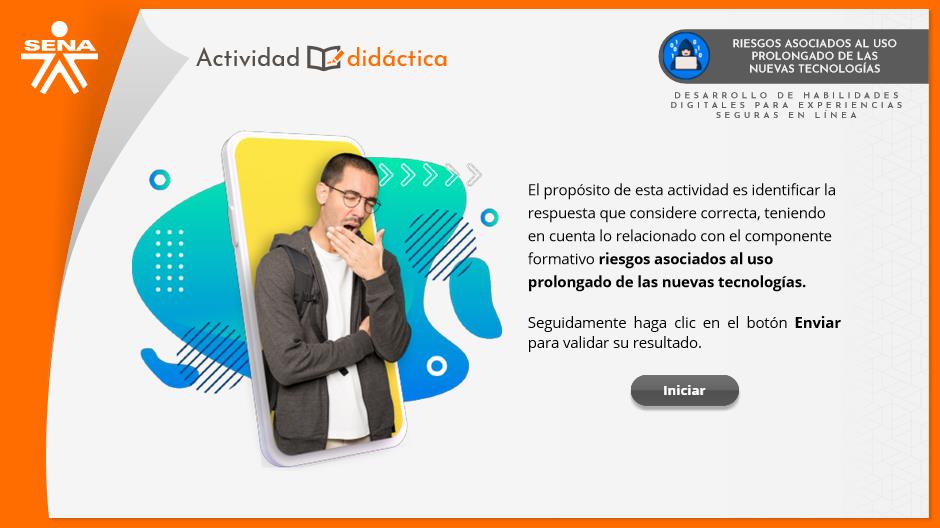 SENA
Actividad didáctica
RIESGOS ASOCIADOS AL USO
PROLONGADO DE LAS
NUEVAS TECNOLOGÍAS
DESARROLLO DE HABILIDADES
DIGITALES PARA EXPERIENCIAS
SEGURAS EN LÍNEA
El propósito de esta actividad es identificar la
respuesta que considere correcta, teniendo
en cuenta lo relacionado con el componente
formativo riesgos asociados al uso
prolongado de las nuevas tecnologías.
Seguidamente haga clic en el botón Enviar
para validar su resultado.
Iniciar